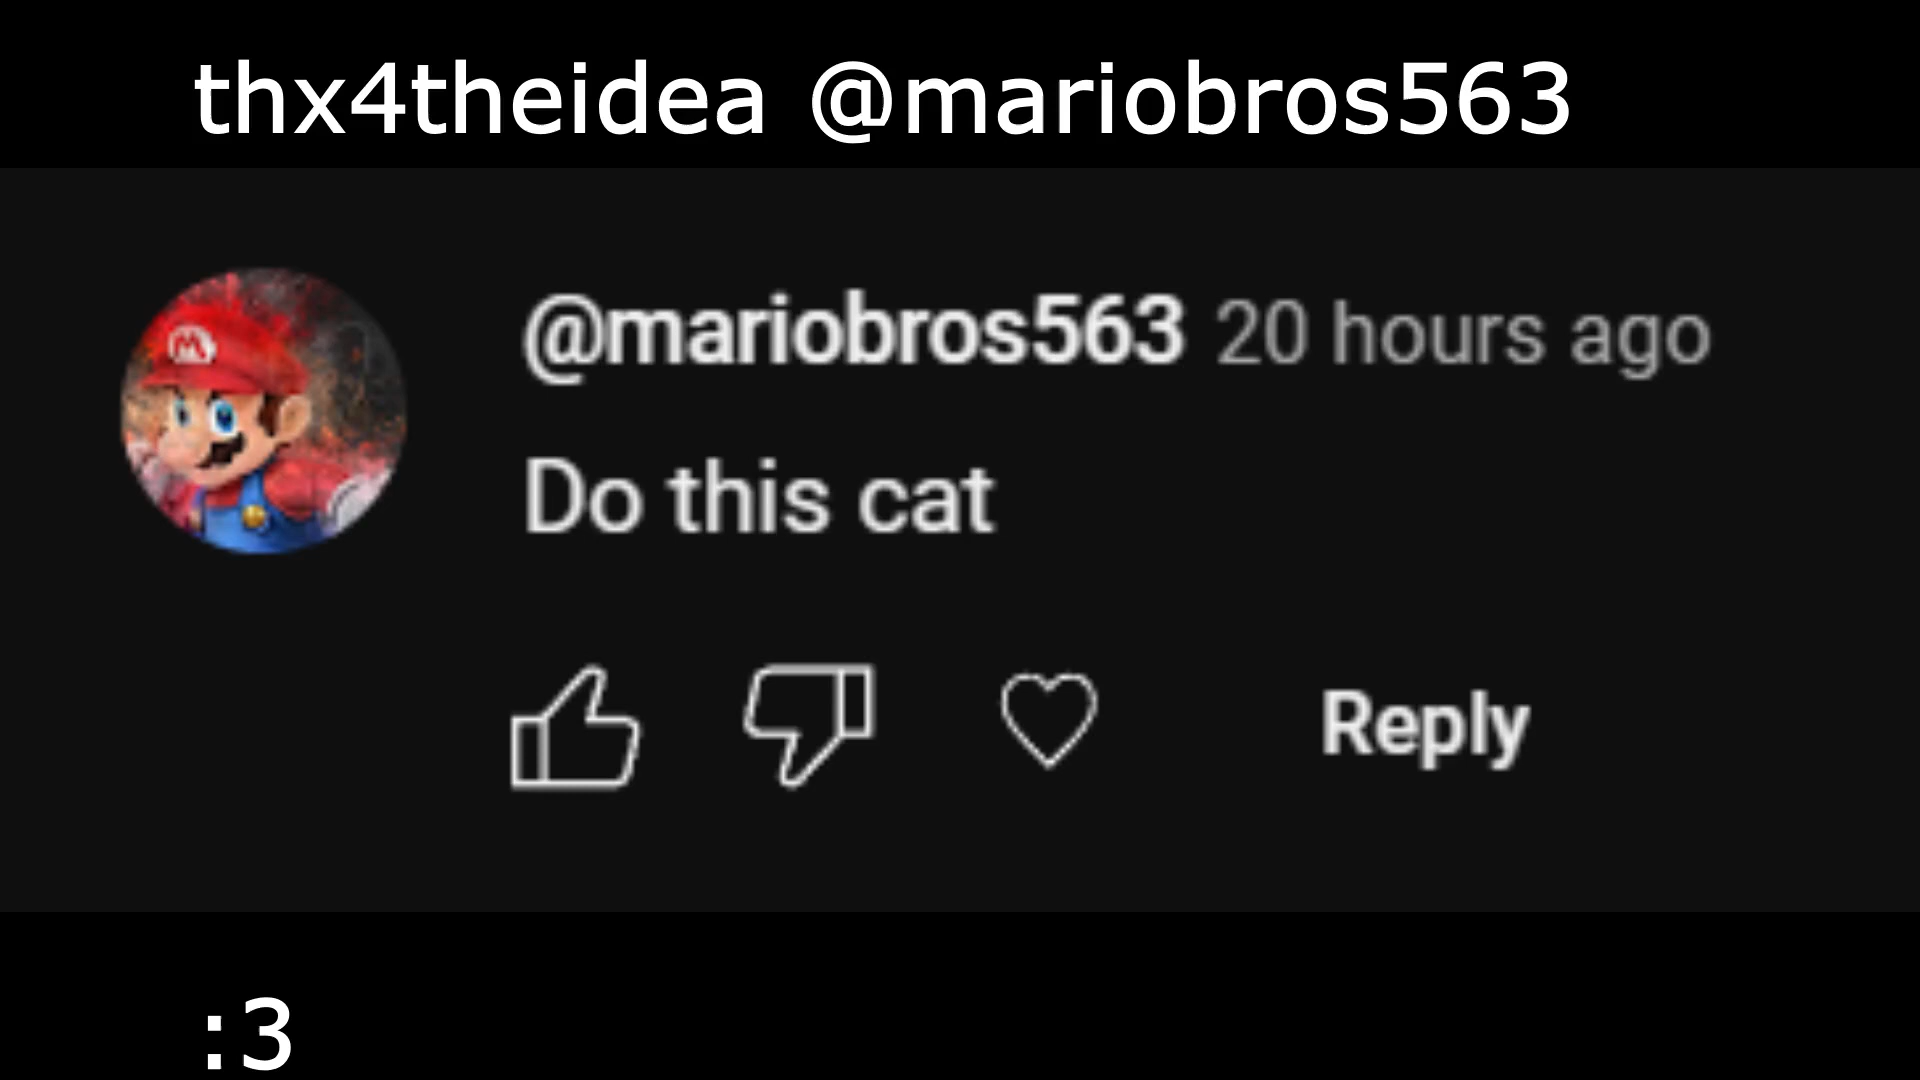 thx4theidea @mariobros563
@mariobros563 20 hours ago
Do this cat
Reply
:3